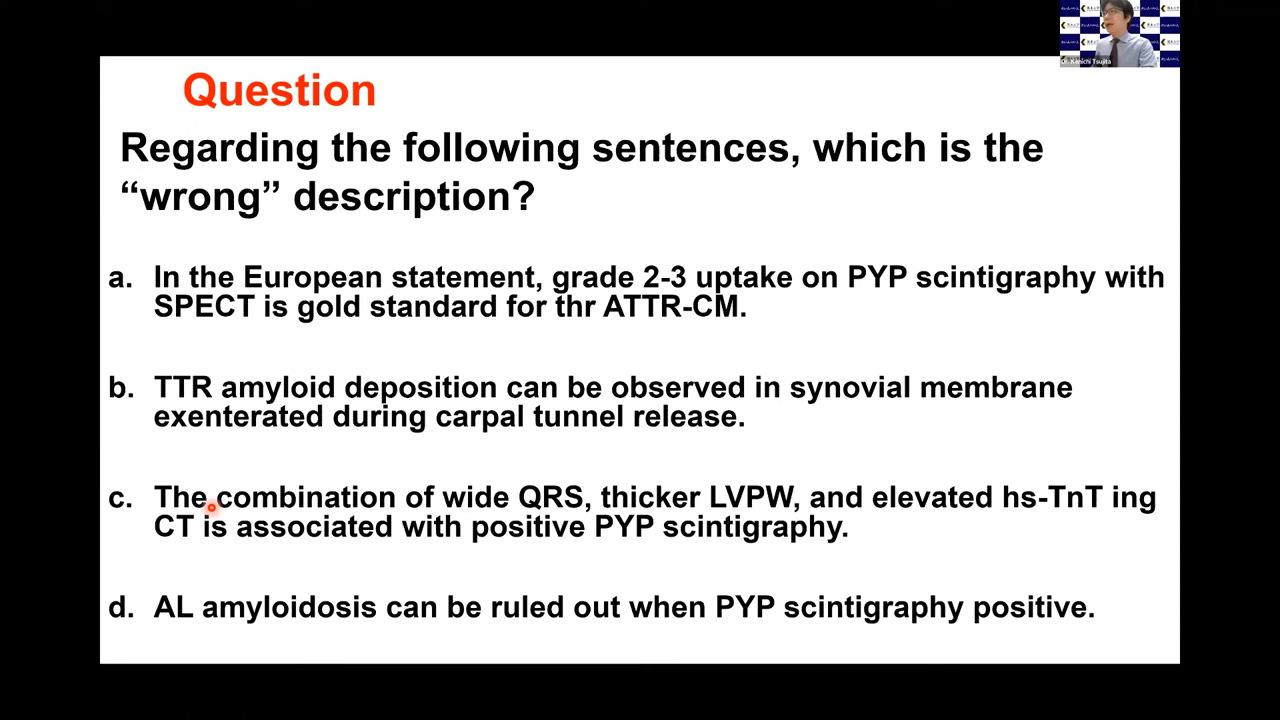 Dr. Kenichi Tsujita
Question
Regarding the following sentences, which is the
“wrong” description?
a. In the European statement, grade 2-3 uptake on PYP scintigraphy with
SPECT is gold standard for thr ATTR-CM.
b. TTR amyloid deposition can be observed in synovial membrane
exenterated during carpal tunnel release.
c. The combination of wide QRS, thicker LVPW, and elevated hs-TnT ing
CT is associated with positive PYP scintigraphy.
d. AL amyloidosis can be ruled out when PYP scintigraphy positive.